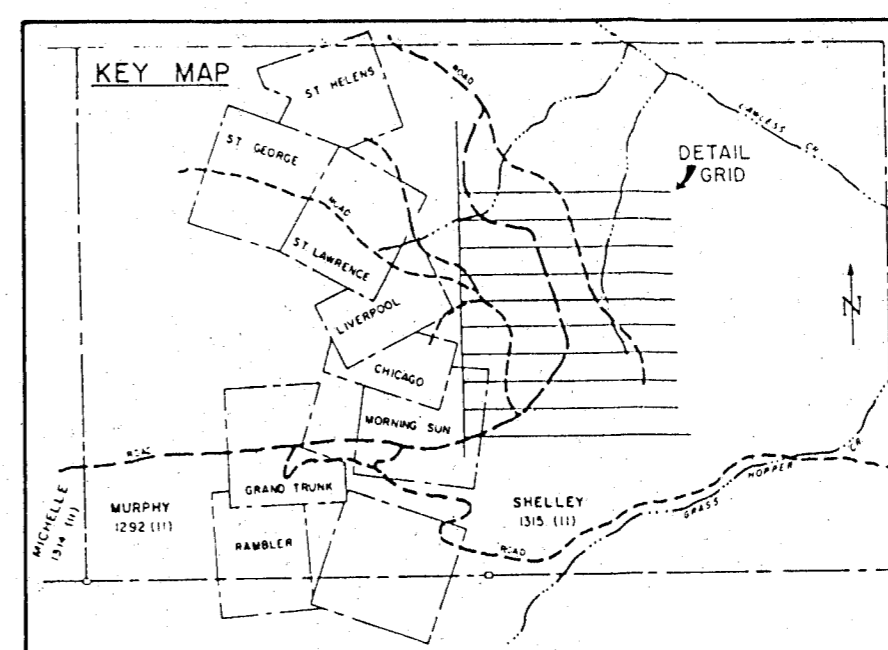 KEY MAP
ST HELENS
ROAD
LAWLESS CR.
ST GEORGE
DETAIL
GRID
ROAD
ST LAWRENCE
N
LIVERPOOL
CHICAGO
MORNING SUN
ROAD
GRAND TRUNK
MICHELLE
1314 (11)
MURPHY
1292 (11)
SHELLEY
1315. (11)
GRASS HOPPER CR
RAMBLER
ROAD